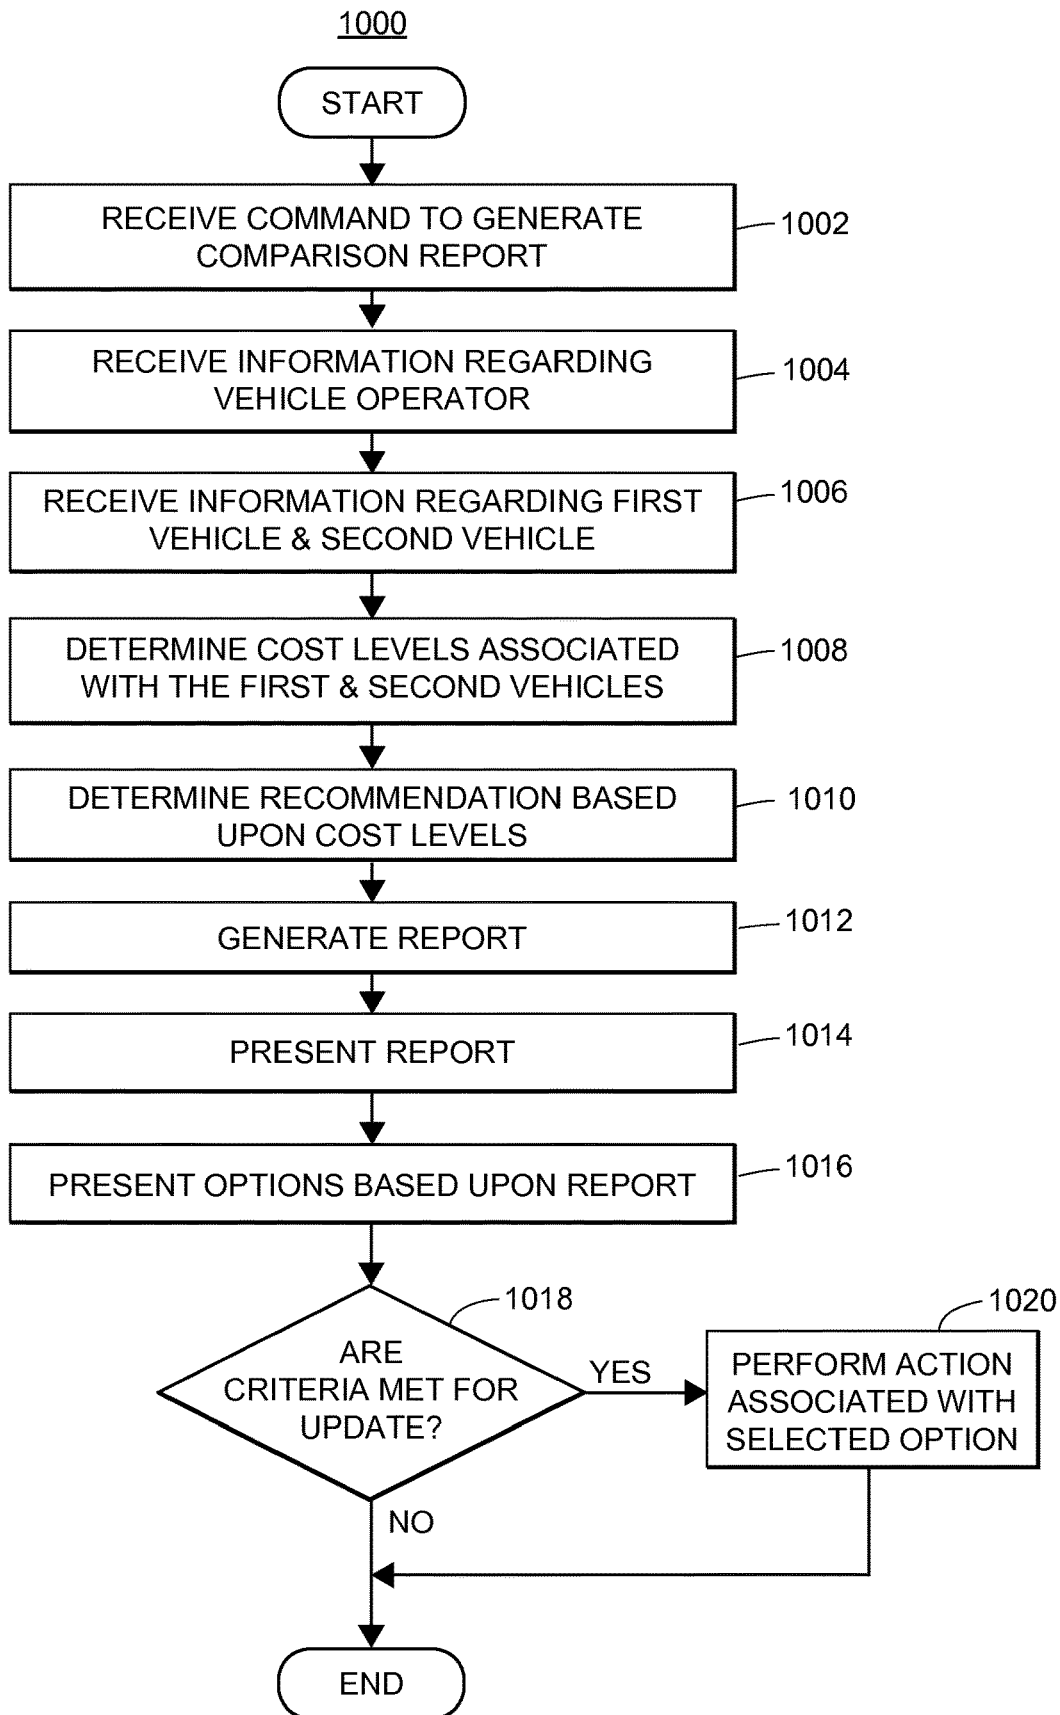 1000
START
RECEIVE COMMAND TO GENERATE
COMPARISON REPORT
1002
RECEIVE INFORMATION REGARDING
VEHICLE OPERATOR
1004
RECEIVE INFORMATION REGARDING FIRST
VEHICLE & SECOND VEHICLE
1006
DETERMINE COST LEVELS ASSOCIATED
WITH THE FIRST & SECOND VEHICLES
1008
DETERMINE RECOMMENDATION BASED
UPON COST LEVELS
1010
GENERATE REPORT
1012
PRESENT REPORT
1014
PRESENT OPTIONS BASED UPON REPORT
1016
ARE
CRITERIA MET FOR
UPDATE?
1018
YES
PERFORM ACTION
ASSOCIATED WITH
SELECTED OPTION
1020
NO
END